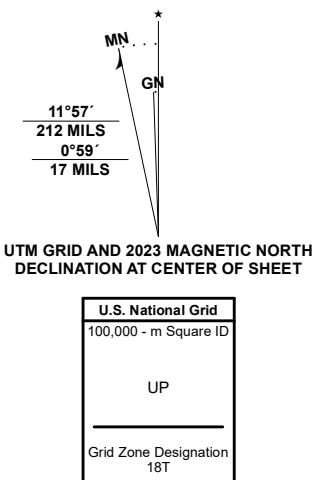 ★
MN
GN
11°57´
212 MILS
0°59´
17 MILS
UTM GRID AND 2023 MAGNETIC NORTH
DECLINATION AT CENTER OF SHEET
U.S. National Grid
100,000 - m Square ID
UP
Grid Zone Designation
18T